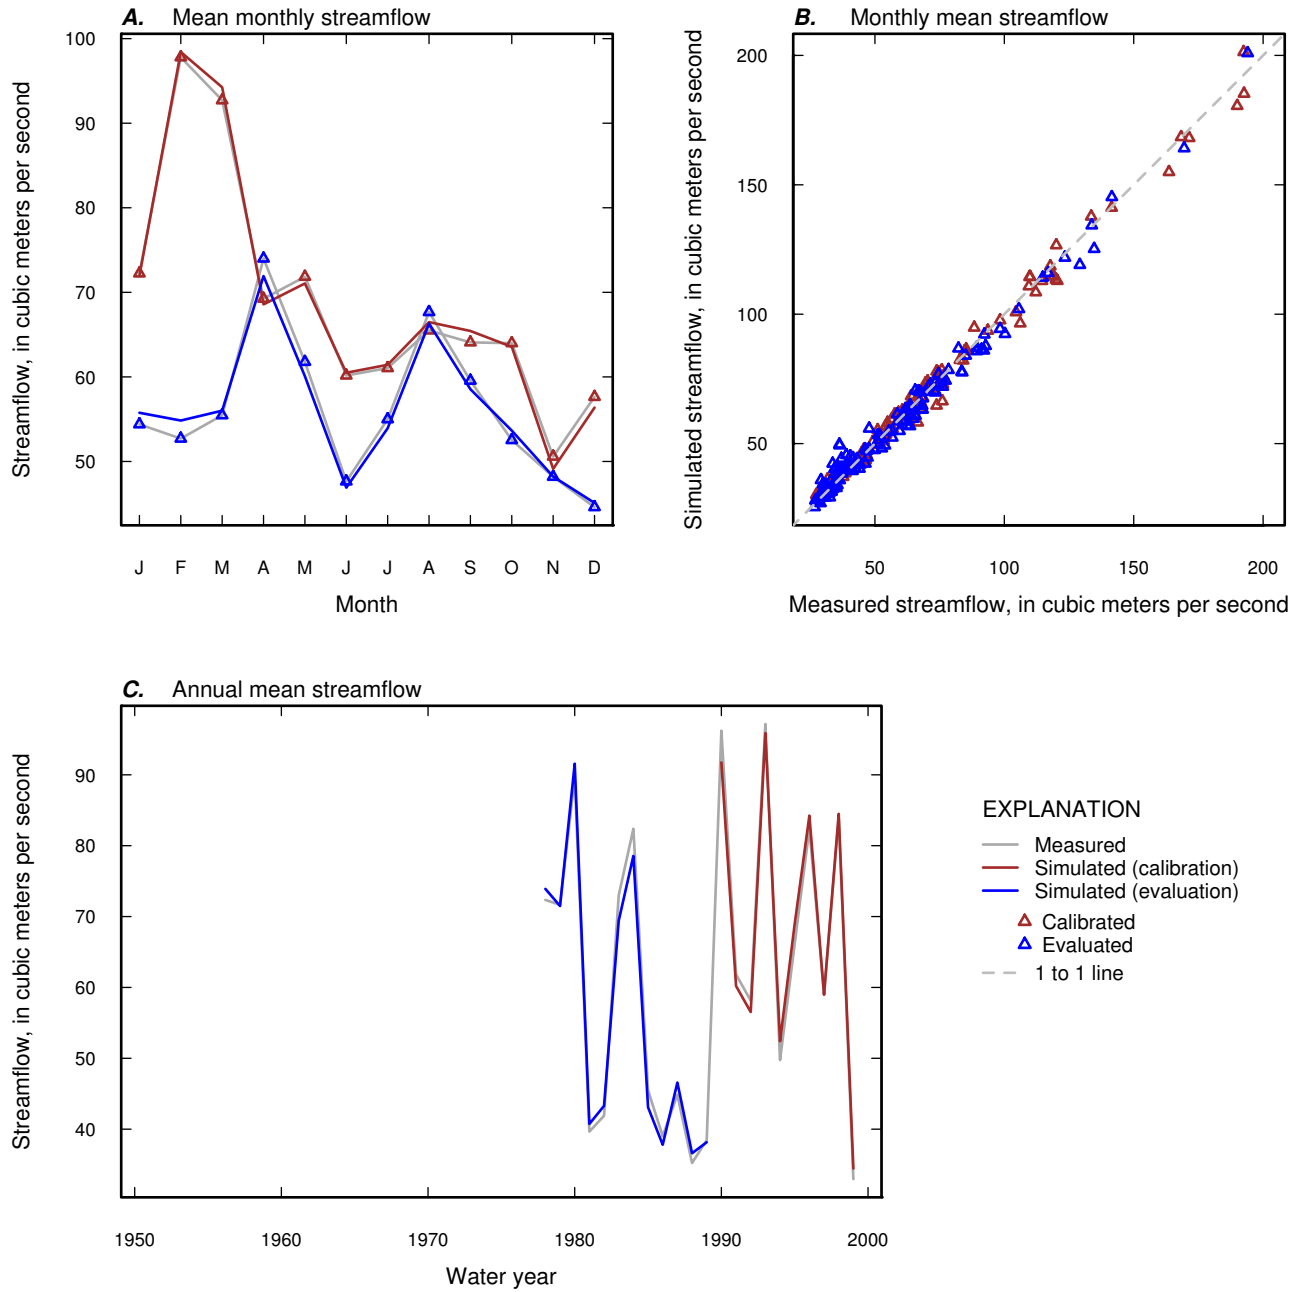 A. Mean monthly streamflow
Streamflow, in cubic meters per second
100
90
80
70
60
50
J F M A M J J A S O N D
Month
B. Monthly mean streamflow
Simulated streamflow, in cubic meters per second
200
150
100
50
50 100 150 200
Measured streamflow, in cubic meters per second
C. Annual mean streamflow
Streamflow, in cubic meters per second
90
80
70
60
50
40
1950 1960 1970 1980 1990 2000
Water year
EXPLANATION
Measured
Simulated (calibration)
Simulated (evaluation)
Calibrated
Evaluated
1 to 1 line